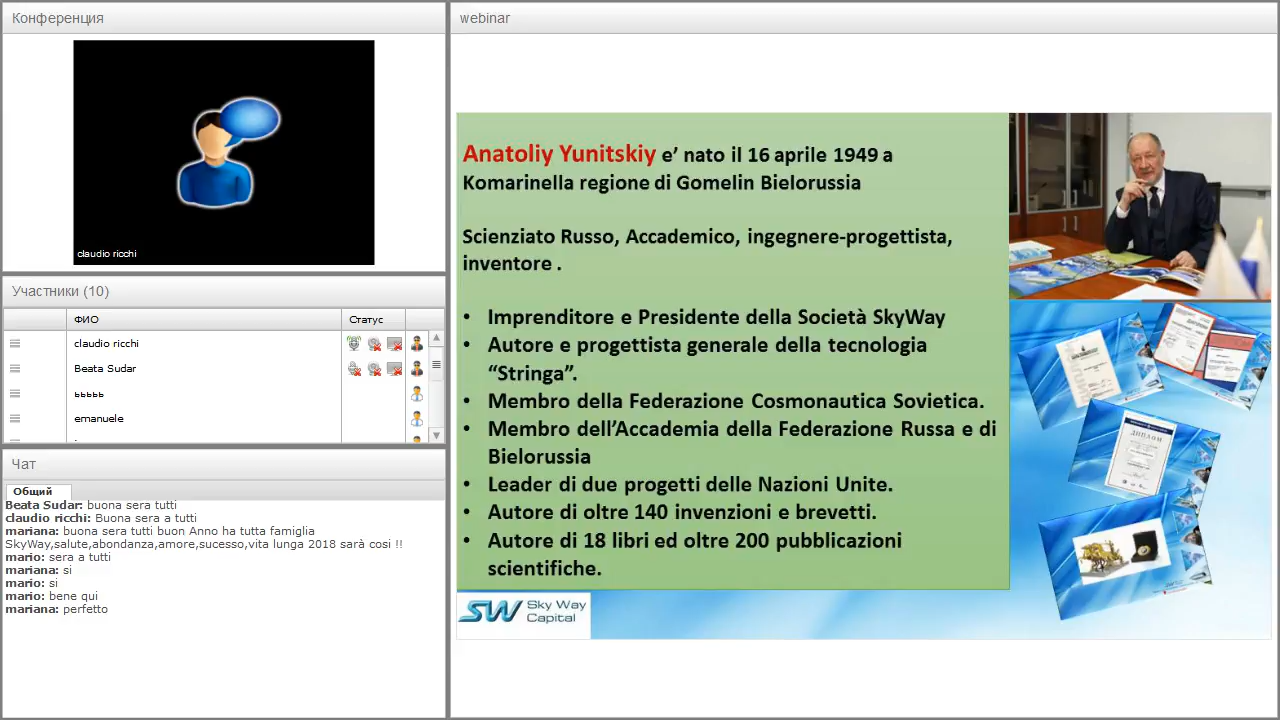 Конференция
claudio ricchi
Участники (10)
ФИО
Статус
claudio ricchi
Beata Sudar
ььььь
emanuele
Чат
Общий
Beata Sudar: buona sera tutti
claudio ricchi: Buona sera a tutti
mariana: buona sera tutti buon Anno ha tutta famiglia
SkyWay,salute,abondanza,amore,sucesso,vita lunga 2018 sarà cosi !!
mario: sera a tutti
mariana: si
mario: si
mario: bene qui
mariana: perfetto
webinar
Anatoliy Yunitskiy e’ nato il 16 aprile 1949 a
Komarinella regione di Gomelin Bielorussia
Scienziato Russo, Accademico, ingegnere-progettista,
inventore .
• Imprenditore e Presidente della Società SkyWay
• Autore e progettista generale della tecnologia
“Stringa”.
• Membro della Federazione Cosmonautica Sovietica.
• Membro dell’Accademia della Federazione Russa e di
Bielorussia
• Leader di due progetti delle Nazioni Unite.
• Autore di oltre 140 invenzioni e brevetti.
• Autore di 18 libri ed oltre 200 pubblicazioni
scientifiche.
SW Sky Way
Capital
ДИПЛОМ